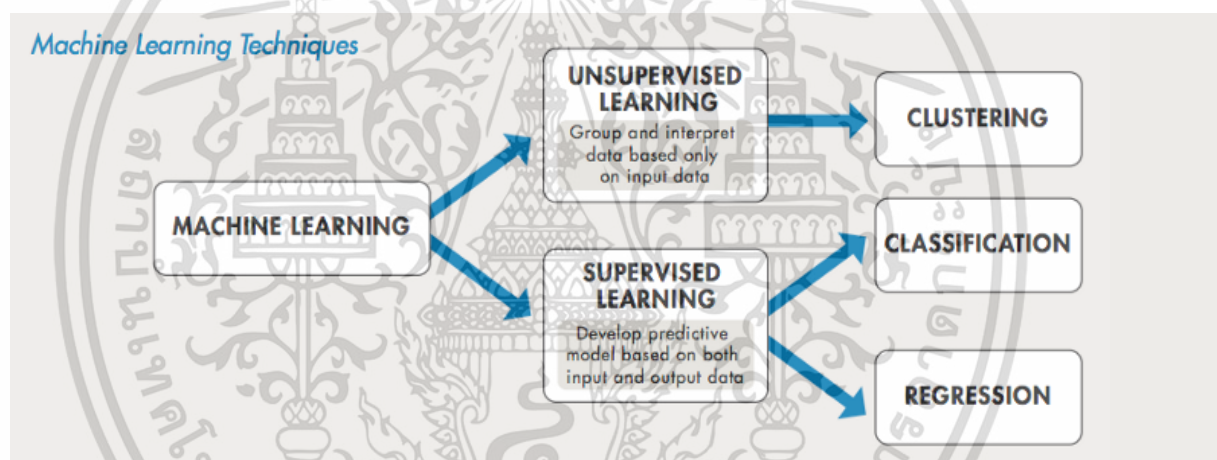 Machine Learning Techniques
MACHINE LEARNING
UNSUPERVISED
LEARNING
Group and interpret
data based only
on input data
SUPERVISED
LEARNING
Develop predictive
model based on both
input and output data
CLUSTERING
CLASSIFICATION
REGRESSION